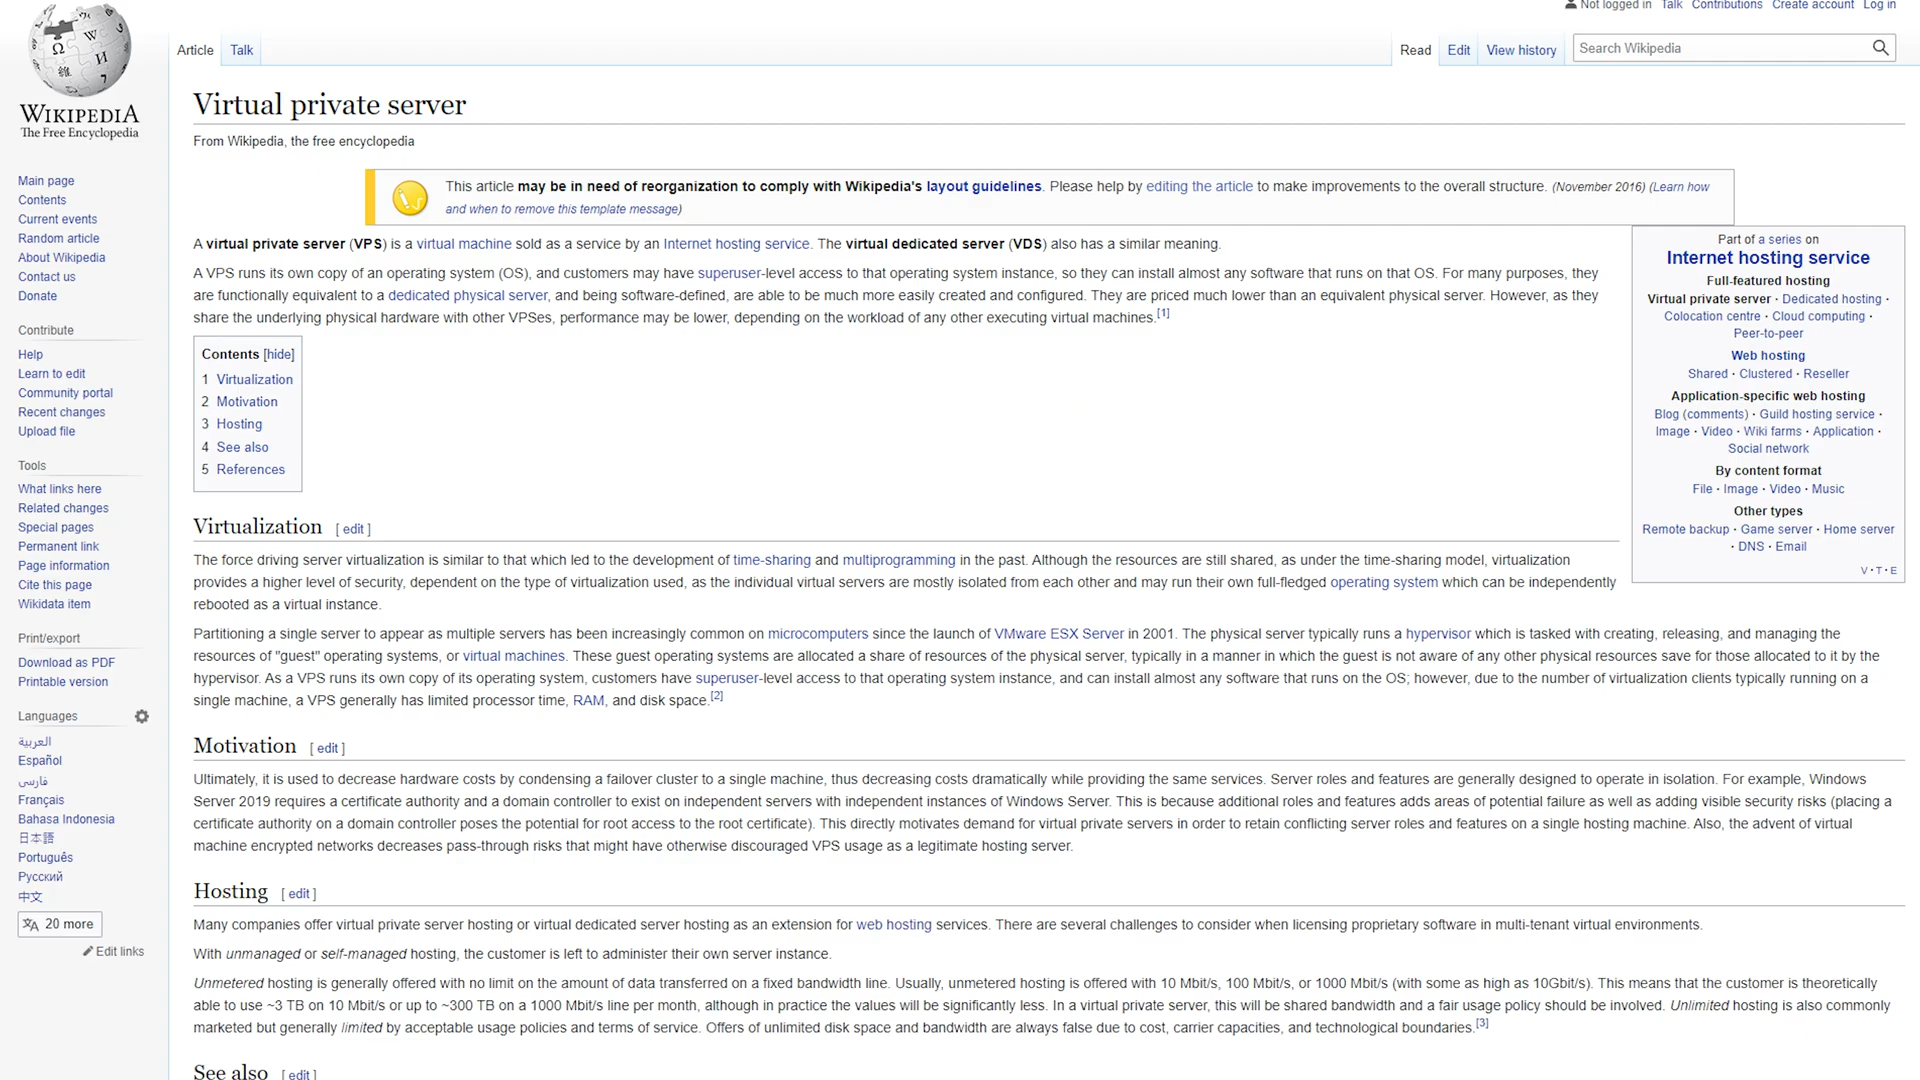 Not logged in Talk Contributions Create account Log in
Article Talk
Read Edit View history Search Wikipedia
WIKIPEDIA
The Free Encyclopedia
Main page
Contents
Current events
Random article
About Wikipedia
Contact us
Donate
Contribute
Help
Learn to edit
Community portal
Recent changes
Upload file
Tools
What links here
Related changes
Special pages
Permanent link
Page information
Cite this page
Wikidata item
Print/export
Download as PDF
Printable version
Languages
العربية
Español
فارسی
Français
Bahasa Indonesia
日本語
Português
Русский
中文
20 more
Edit links
Virtual private server
From Wikipedia, the free encyclopedia
This article may be in need of reorganization to comply with Wikipedia's layout guidelines. Please help by editing the article to make improvements to the overall structure. (November 2016) (Learn how
and when to remove this template message)
A virtual private server (VPS) is a virtual machine sold as a service by an Internet hosting service. The virtual dedicated server (VDS) also has a similar meaning.
A VPS runs its own copy of an operating system (OS), and customers may have superuser-level access to that operating system instance, so they can install almost any software that runs on that OS. For many purposes, they
are functionally equivalent to a dedicated physical server, and being software-defined, are able to be much more easily created and configured. They are priced much lower than an equivalent physical server. However, as they
share the underlying physical hardware with other VPSes, performance may be lower, depending on the workload of any other executing virtual machines.[1]
Part of a series on
Internet hosting service
Full-featured hosting
Virtual private server · Dedicated hosting ·
Colocation centre · Cloud computing ·
Peer-to-peer
Web hosting
Shared · Clustered · Reseller
Application-specific web hosting
Blog (comments) · Guild hosting service ·
Image · Video · Wiki farms · Application ·
Social network
By content format
File · Image · Video · Music
Other types
Remote backup · Game server · Home server
· DNS · Email
V · T · E
Contents [hide]
1 Virtualization
2 Motivation
3 Hosting
4 See also
5 References
Virtualization [ edit ]
The force driving server virtualization is similar to that which led to the development of time-sharing and multiprogramming in the past. Although the resources are still shared, as under the time-sharing model, virtualization
provides a higher level of security, dependent on the type of virtualization used, as the individual virtual servers are mostly isolated from each other and may run their own full-fledged operating system which can be independently
rebooted as a virtual instance.
Partitioning a single server to appear as multiple servers has been increasingly common on microcomputers since the launch of VMware ESX Server in 2001. The physical server typically runs a hypervisor which is tasked with creating, releasing, and managing the
resources of "guest" operating systems, or virtual machines. These guest operating systems are allocated a share of resources of the physical server, typically in a manner in which the guest is not aware of any other physical resources save for those allocated to it by the
hypervisor. As a VPS runs its own copy of its operating system, customers have superuser-level access to that operating system instance, and can install almost any software that runs on the OS; however, due to the number of virtualization clients typically running on a
single machine, a VPS generally has limited processor time, RAM, and disk space.[2]
Motivation [ edit ]
Ultimately, it is used to decrease hardware costs by condensing a failover cluster to a single machine, thus decreasing costs dramatically while providing the same services. Server roles and features are generally designed to operate in isolation. For example, Windows
Server 2019 requires a certificate authority and a domain controller to exist on independent servers with independent instances of Windows Server. This is because additional roles and features adds areas of potential failure as well as adding visible security risks (placing a
certificate authority on a domain controller poses the potential for root access to the root certificate). This directly motivates demand for virtual private servers in order to retain conflicting server roles and features on a single hosting machine. Also, the advent of virtual
machine encrypted networks decreases pass-through risks that might have otherwise discouraged VPS usage as a legitimate hosting server.
Hosting [ edit ]
Many companies offer virtual private server hosting or virtual dedicated server hosting as an extension for web hosting services. There are several challenges to consider when licensing proprietary software in multi-tenant virtual environments.
With unmanaged or self-managed hosting, the customer is left to administer their own server instance.
Unmetered hosting is generally offered with no limit on the amount of data transferred on a fixed bandwidth line. Usually, unmetered hosting is offered with 10 Mbit/s, 100 Mbit/s, or 1000 Mbit/s (with some as high as 10Gbit/s). This means that the customer is theoretically
able to use ~3 TB on 10 Mbit/s or up to ~300 TB on a 1000 Mbit/s line per month, although in practice the values will be significantly less. In a virtual private server, this will be shared bandwidth and a fair usage policy should be involved. Unlimited hosting is also commonly
marketed but generally limited by acceptable usage policies and terms of service. Offers of unlimited disk space and bandwidth are always false due to cost, carrier capacities, and technological boundaries.[3]
See also [ edit ]